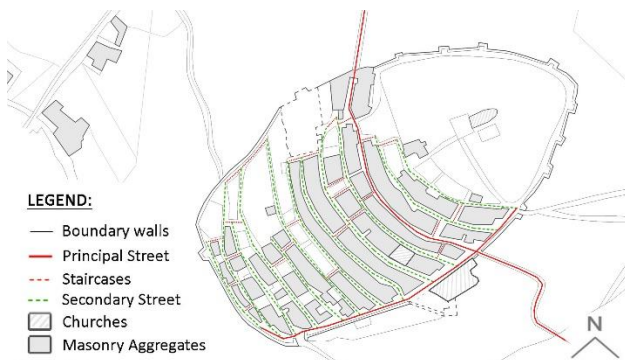 LEGEND:
Boundary walls
Principal Street
Staircases
Secondary Street
Churches
Masonry Aggregates
N